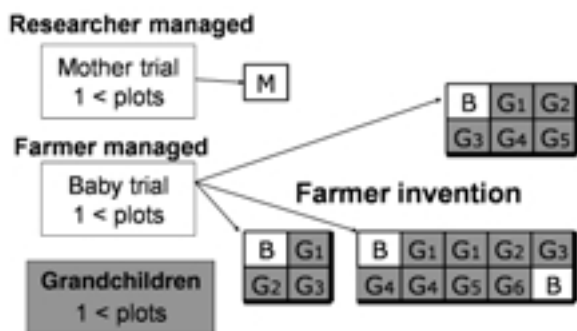 Researcher managed
Mother trial
1 < plots
M
B G1 G2
G3 G4 G5
Farmer managed
Baby trial
1 < plots
Farmer invention
B G1
G2 G3
B G1 G1 G2 G3
G4 G4 G5 G6 B
Grandchildren
1 < plots